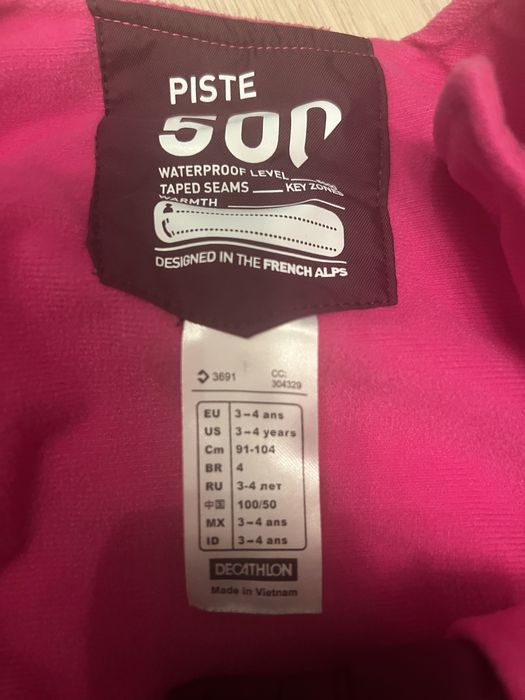 PISTE
500
WATERPROOF LEVEL
TAPED SEAMS KEY ZONES
WARMTH
DESIGNED IN THE FRENCH ALPS
3691 CC:
304329
EU 3-4 ans
US 3-4 years
Cm 91-104
BR 4
RU 3-4 лет
中国 100/50
MX 3-4 ans
ID 3-4 ans
DECATHLON
Made in Vietnam